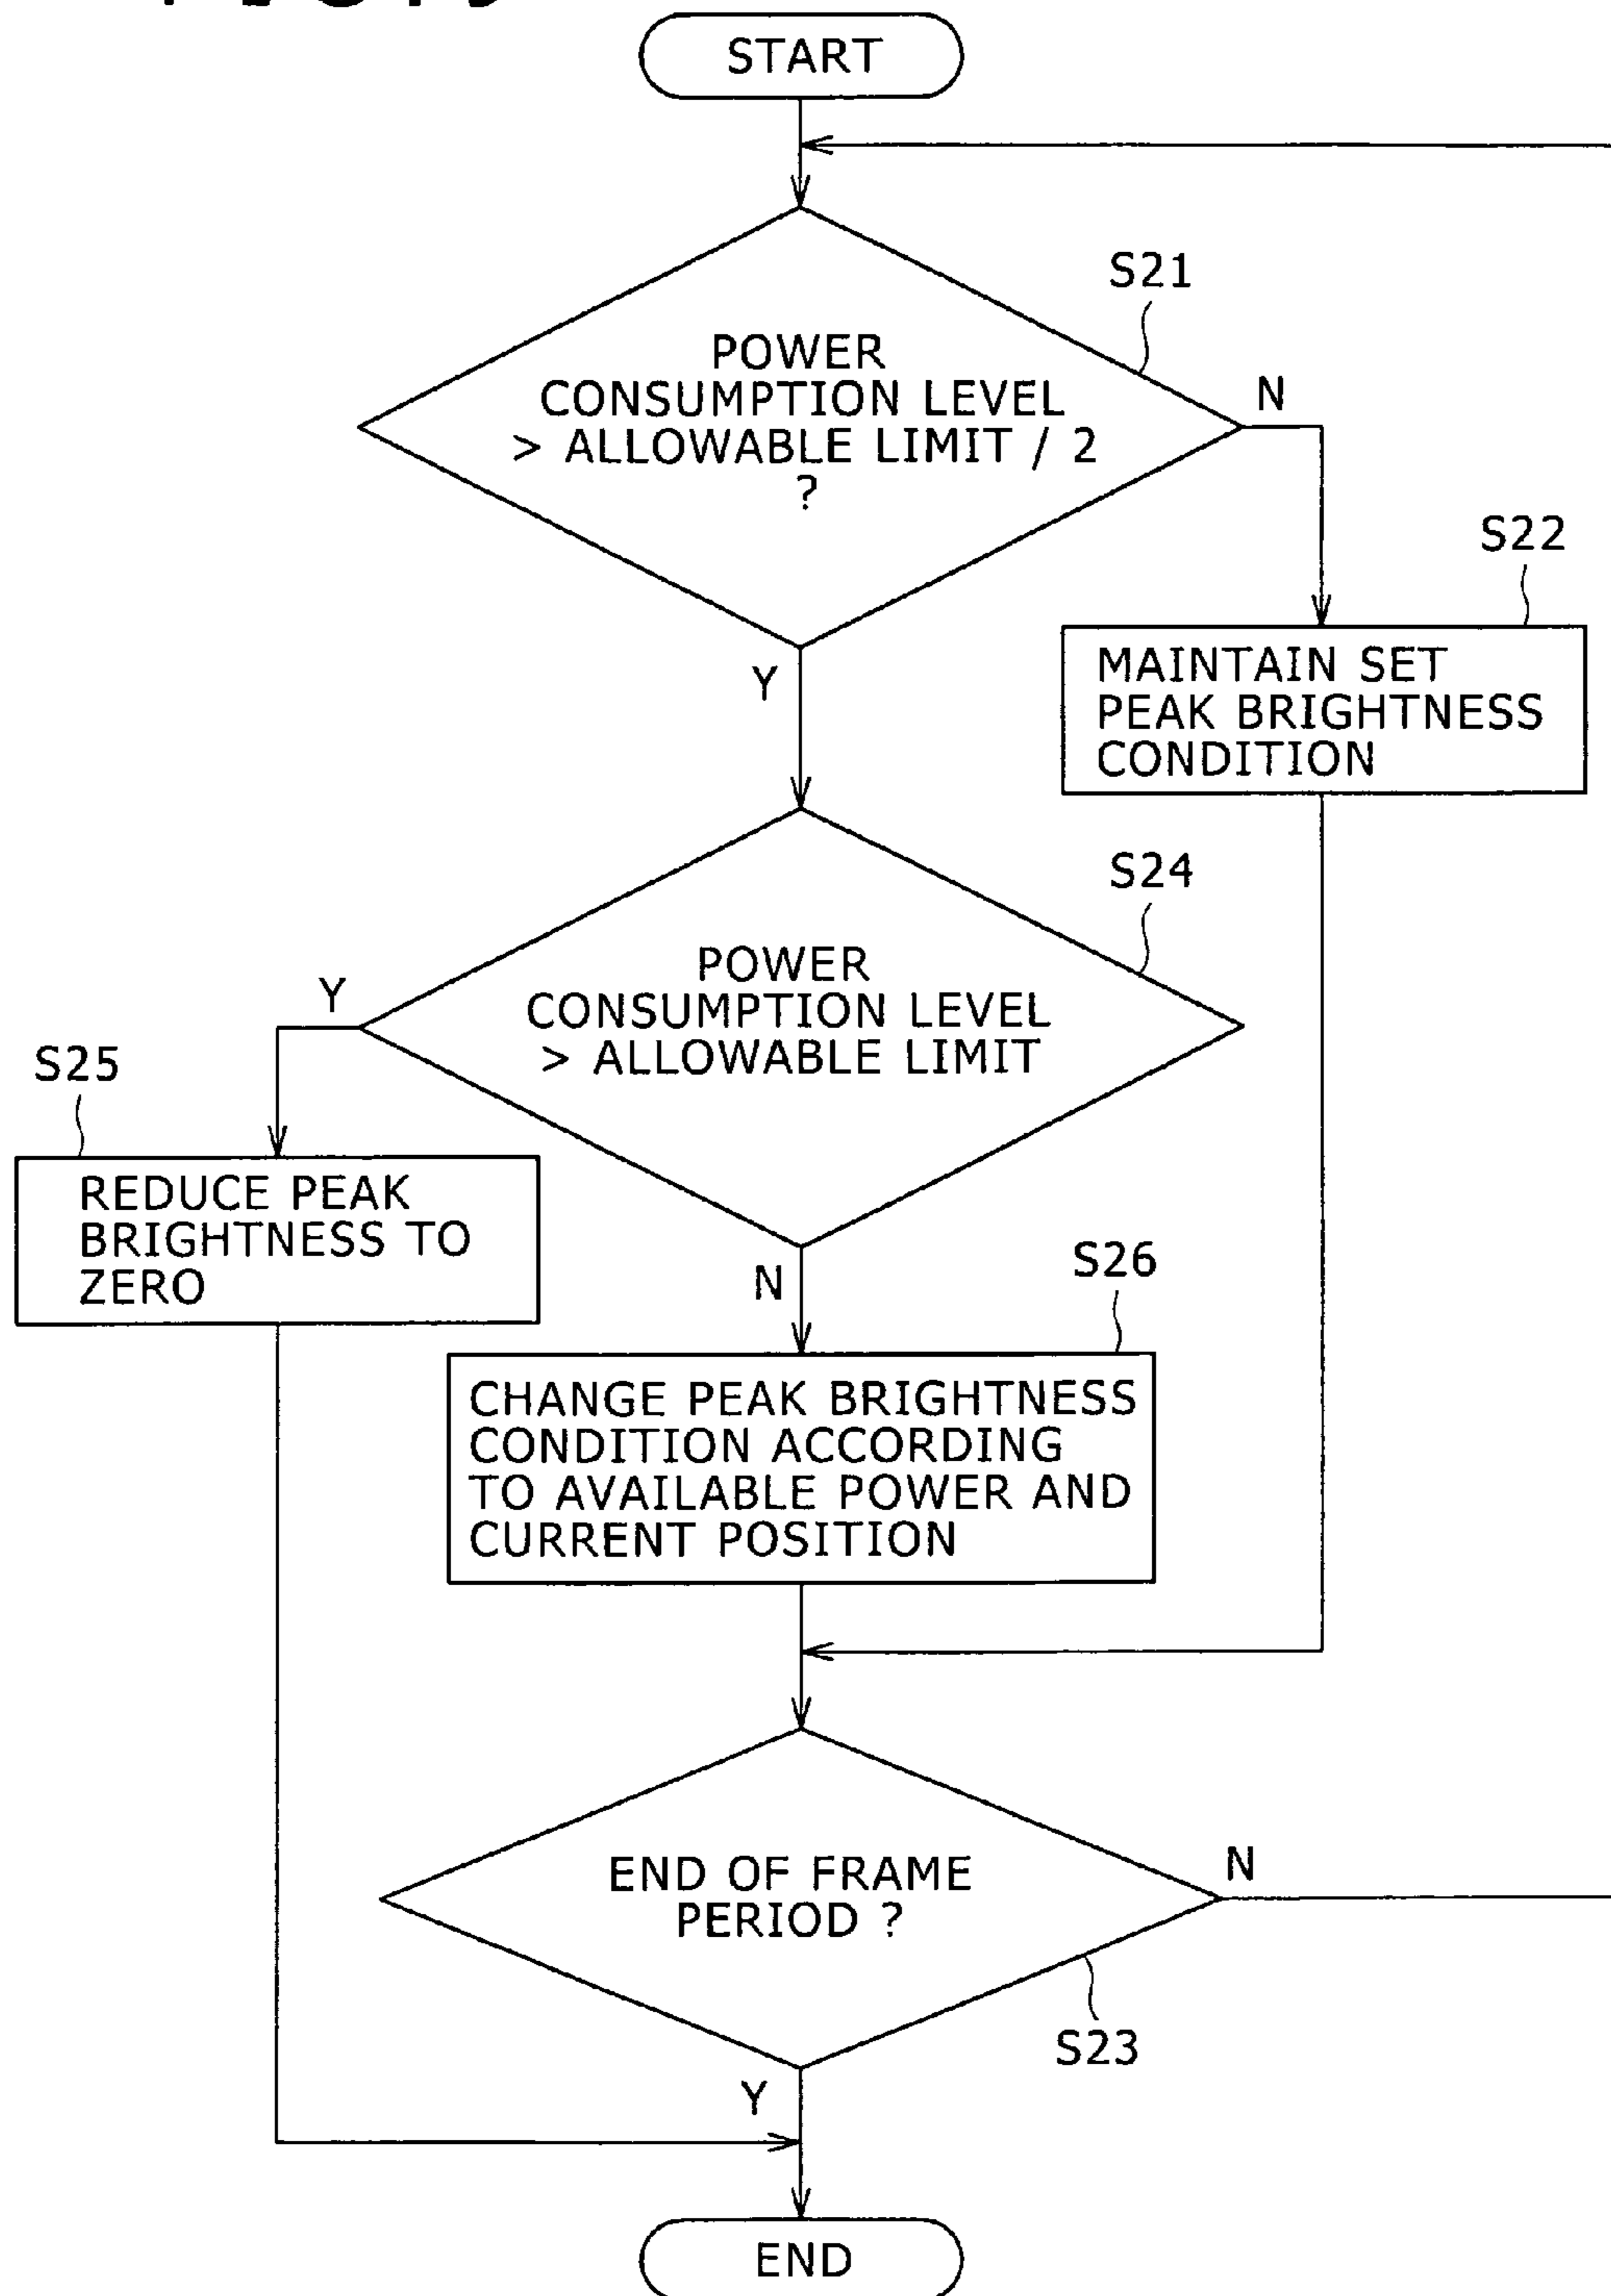 START
S21
POWER
CONSUMPTION LEVEL
> ALLOWABLE LIMIT / 2
?
N
S22
MAINTAIN SET
PEAK BRIGHTNESS
CONDITION
Y
S24
POWER
CONSUMPTION LEVEL
> ALLOWABLE LIMIT
Y
S25
REDUCE PEAK
BRIGHTNESS TO
ZERO
N
S26
CHANGE PEAK BRIGHTNESS
CONDITION ACCORDING
TO AVAILABLE POWER AND
CURRENT POSITION
END OF FRAME
PERIOD ?
N
S23
Y
END